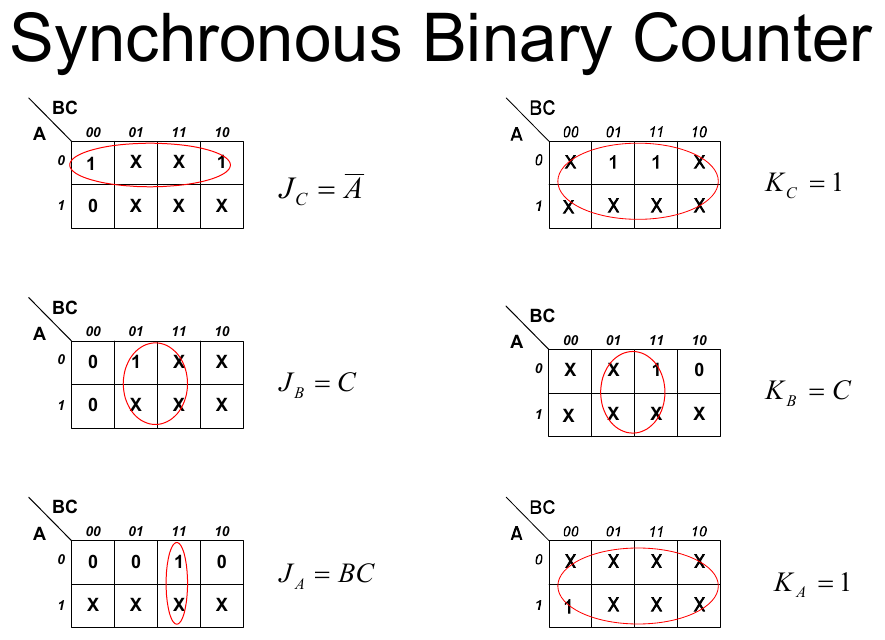 Synchronous Binary Counter
BC
A 00 01 11 10
0 1 X X 1
1 0 X X X
J_C = A̅
BC
A 00 01 11 10
0 X 1 1 X
1 X X X X
K_C = 1
BC
A 00 01 11 10
0 0 1 X X
1 0 X X X
J_B = C
BC
A 00 01 11 10
0 X X 1 0
1 X X X X
K_B = C
BC
A 00 01 11 10
0 0 0 1 0
1 X X X X
J_A = BC
BC
A 00 01 11 10
0 X X X X
1 1 X X X
K_A = 1